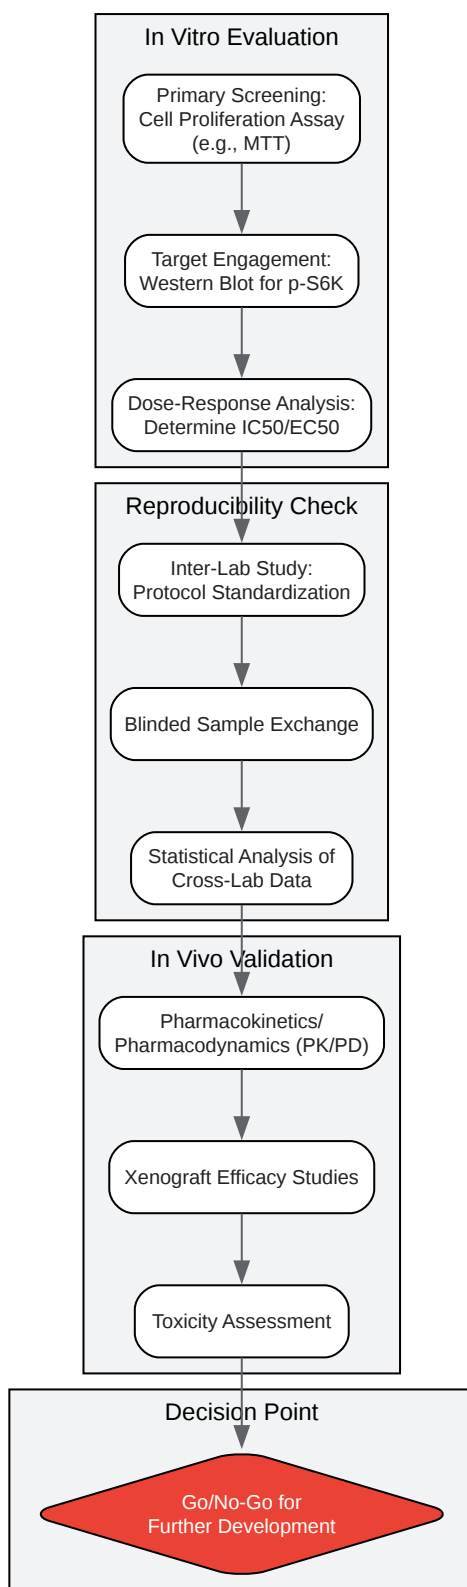 In Vitro Evaluation
Primary Screening:
Cell Proliferation Assay
(e.g., MTT)
Target Engagement:
Western Blot for p-S6K
Dose-Response Analysis:
Determine IC50/EC50
Reproducibility Check
Inter-Lab Study:
Protocol Standardization
Blinded Sample Exchange
Statistical Analysis of
Cross-Lab Data
In Vivo Validation
Pharmacokinetics/
Pharmacodynamics (PK/PD)
Xenograft Efficacy Studies
Toxicity Assessment
Decision Point
Go/No-Go for
Further Development